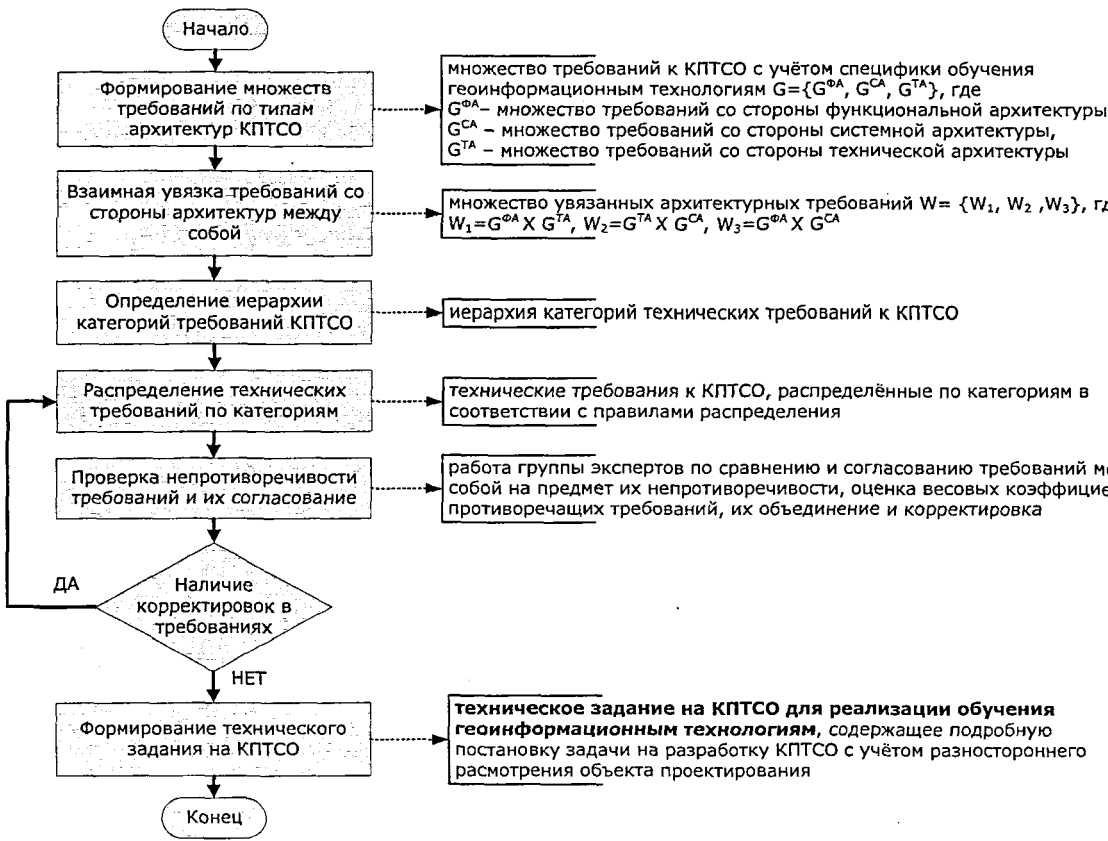 Начало
Формирование множеств
требований по типам
архитектур КПТСО
множество требований к КПТСО с учётом специфики обучения
геоинформационным технологиям G={G^ФА, G^СА, G^ТА}, где
G^ФА – множество требований со стороны функциональной архитектуры
G^СА – множество требований со стороны системной архитектуры,
G^ТА – множество требований со стороны технической архитектуры
Взаимная увязка требований со
стороны архитектур между
собой
множество увязанных архитектурных требований W= {W₁, W₂ ,W₃},
W₁=G^ФА X G^ТА, W₂=G^ТА X G^СА, W₃=G^ФА X G^СА
Определение иерархии
категорий требований КПТСО
иерархия категорий технических требований к КПТСО
Распределение технических
требований по категориям
технические требования к КПТСО, распределённые по категориям в
соответствии с правилами распределения
Проверка непротиворечивости
требований и их согласование
работа группы экспертов по сравнению и согласованию требований
собой на предмет их непротиворечивости, оценка весовых
противоречащих требований, их объединение и корректировка
ДА
Наличие
корректировок в
требованиях
НЕТ
Формирование технического
задания на КПТСО
техническое задание на КПТСО для реализации обучения
геоинформационным технологиям, содержащее подробную
постановку задачи на разработку КПТСО с учётом разностороннего
расмотрения объекта проектирования
Конец